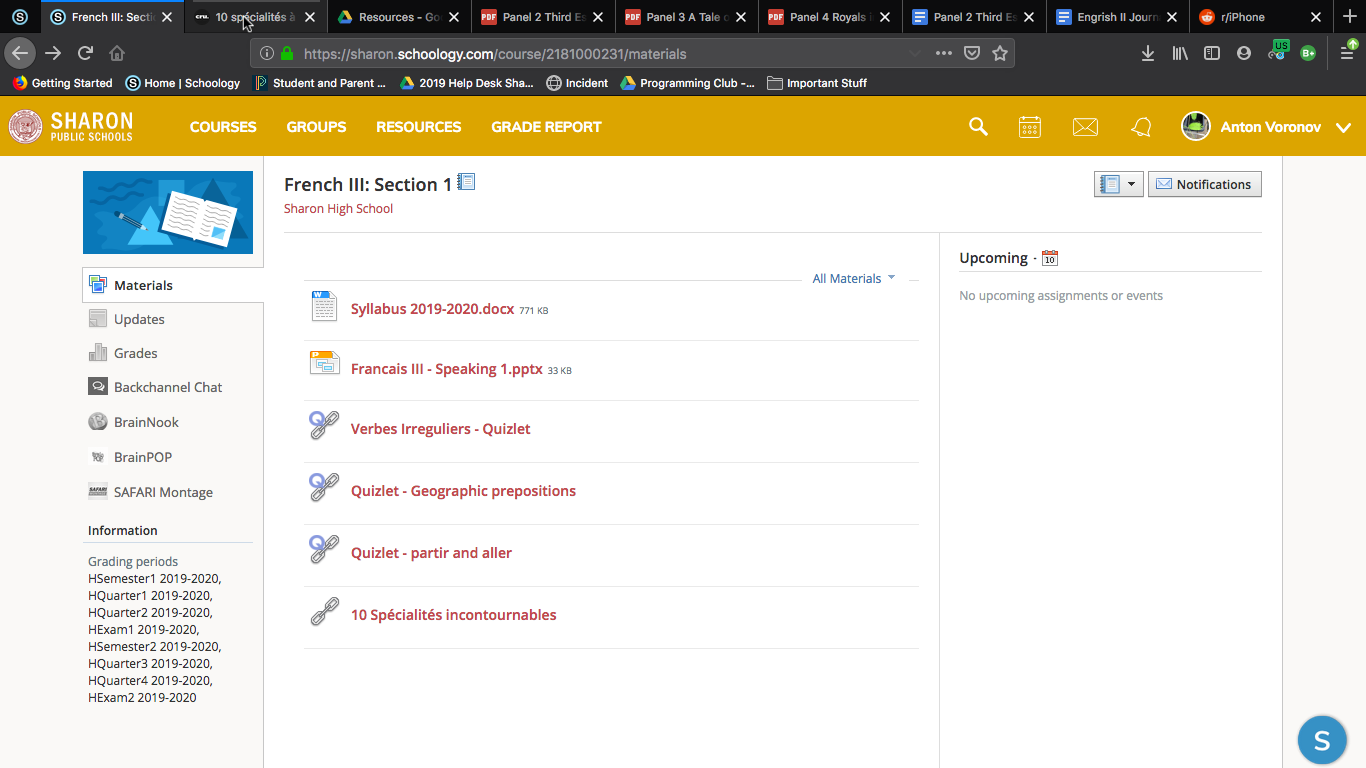 French III: Secti
10 spécialités à
Resources - Go
Panel 2 Third Es
Panel 3 A Tale o
Panel 4 Royals i
Panel 2 Third Es
Engrish II Journ
r/iPhone
https://sharon.schoology.com/course/2181000231/materials
US
B+
Getting Started
Home | Schoology
Student and Parent ...
2019 Help Desk Sha...
Incident
Programming Club -...
Important Stuff
SHARON
PUBLIC SCHOOLS
COURSES
GROUPS
RESOURCES
GRADE REPORT
Anton Voronov
French III: Section 1
Sharon High School
Notifications
Materials
Updates
Grades
Backchannel Chat
BrainNook
BrainPOP
SAFARI Montage
Information
Grading periods
HSemester1 2019-2020,
HQuarter1 2019-2020,
HQuarter2 2019-2020,
HExam1 2019-2020,
HSemester2 2019-2020,
HQuarter3 2019-2020,
HQuarter4 2019-2020,
HExam2 2019-2020
All Materials
Syllabus 2019-2020.docx 771 KB
Francais III - Speaking 1.pptx 33 KB
Verbes Irreguliers - Quizlet
Quizlet - Geographic prepositions
Quizlet - partir and aller
10 Spécialités incontournables
Upcoming · 10
No upcoming assignments or events
S